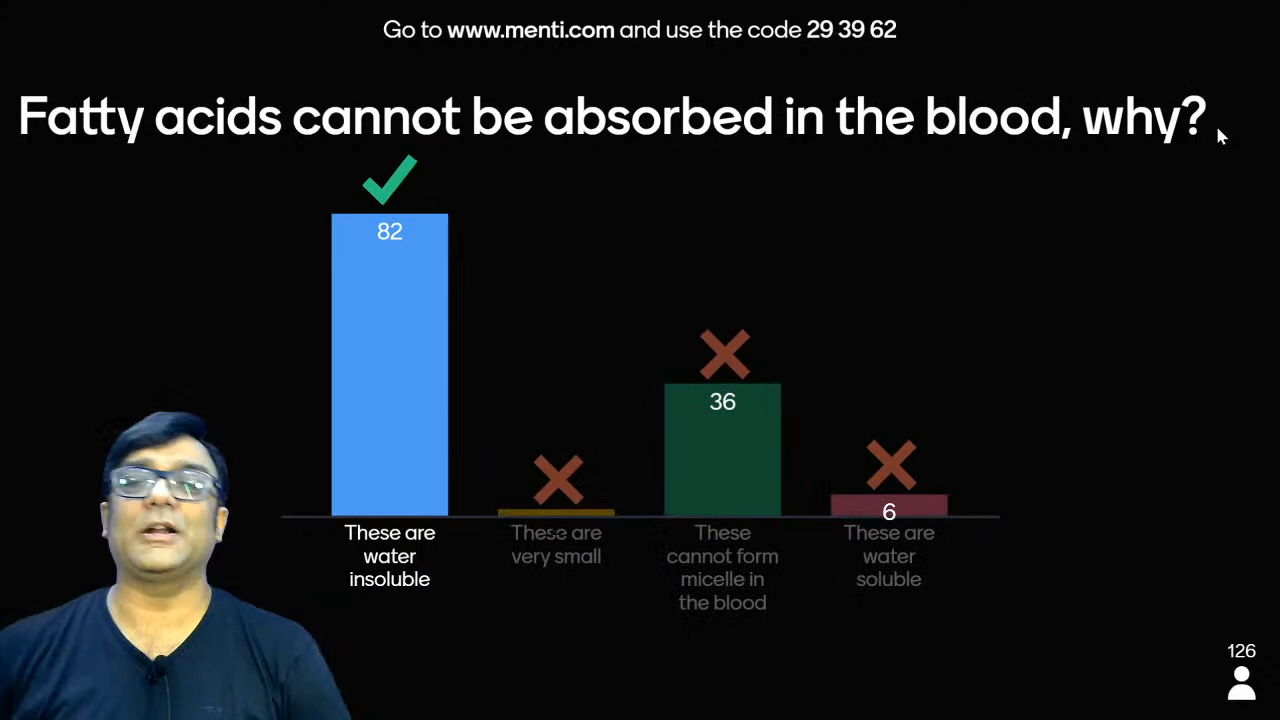 Go to www.menti.com and use the code 29 39 62
Fatty acids cannot be absorbed in the blood, why?
82
36
6
These are
water
insoluble
These are
very small
These
cannot form
micelle in
the blood
These are
water
soluble
126